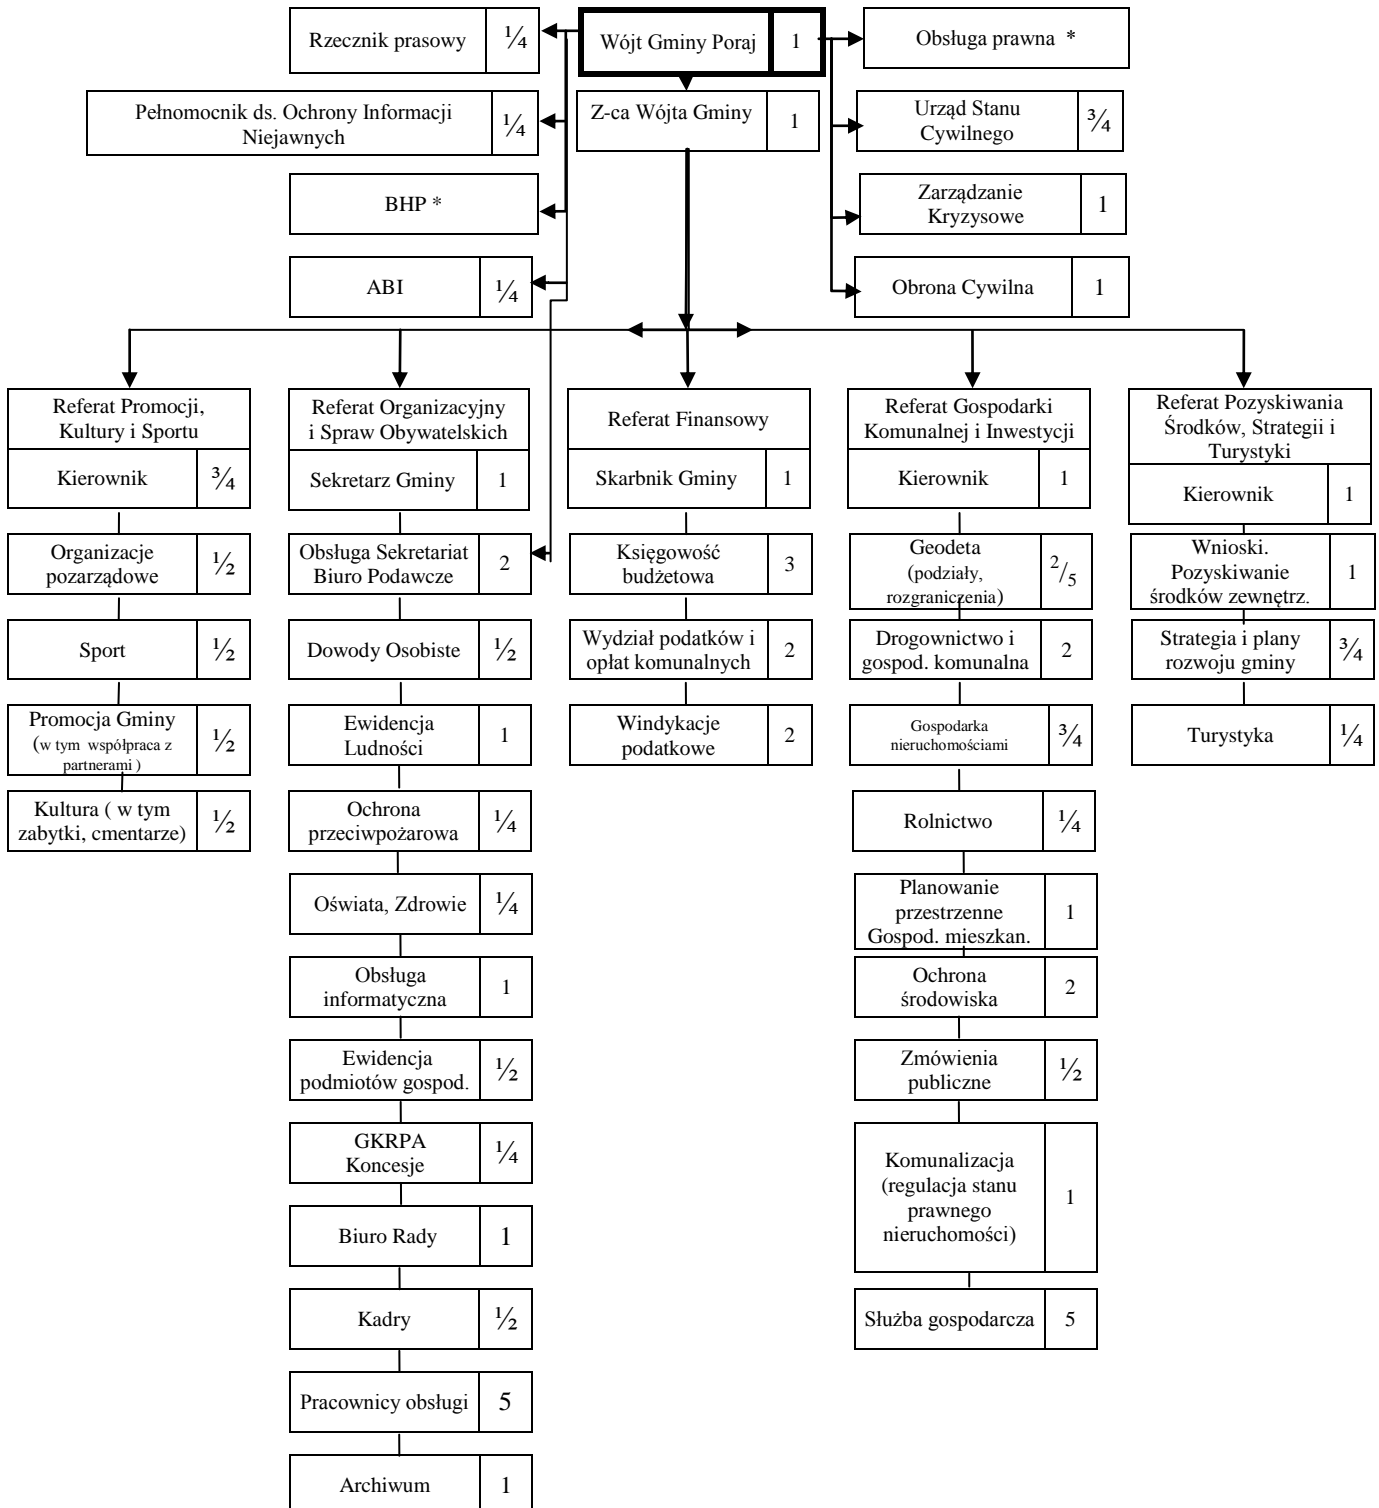 Rzecznik prasowy ¼
Wójt Gminy Poraj 1
Obsługa prawna *
Pełnomocnik ds. Ochrony Informacji
Niejawnych
¼
Z-ca Wójta Gminy
1
Urząd Stanu
Cywilnego
¾
BHP *
Zarządzanie
Kryzysowe
1
ABI ¼
Obrona Cywilna 1
Referat Promocji,
Kultury i Sportu
Kierownik ¾
Organizacje
pozarządowe
½
Sport ½
Promocja Gminy
(w tym współpraca z
partnerami )
½
Kultura ( w tym
zabytki, cmentarze)
½
Referat Organizacyjny
i Spraw Obywatelskich
Sekretarz Gminy 1
Obsługa Sekretariat
Biuro Podawcze
2
Dowody Osobiste ½
Ewidencja
Ludności
1
Ochrona
przeciwpożarowa
¼
Oświata, Zdrowie ¼
Obsługa
informatyczna
1
Ewidencja
podmiotów gospod.
½
GKRPA
Koncesje
¼
Biuro Rady 1
Kadry ½
Pracownicy obsługi 5
Archiwum 1
Referat Finansowy
Skarbnik Gminy 1
Księgowość
budżetowa
3
Wydział podatków i
opłat komunalnych
2
Windykacje
podatkowe
2
Referat Gospodarki
Komunalnej i Inwestycji
Kierownik 1
Geodeta
(podziały,
rozgraniczenia)
2/5
Drogownictwo i
gospod. komunalna
2
Gospodarka
nieruchomościami
¾
Rolnictwo ¼
Planowanie
przestrzenne
Gospod. mieszkan.
1
Ochrona
środowiska
2
Zmówienia
publiczne
½
Komunalizacja
(regulacja stanu
prawnego
nieruchomości)
1
Służba gospodarcza 5
Referat Pozyskiwania
Środków, Strategii i
Turystyki
Kierownik 1
Wnioski.
Pozyskiwanie
środków zewnętrz.
1
Strategia i plany
rozwoju gminy
¾
Turystyka ¼